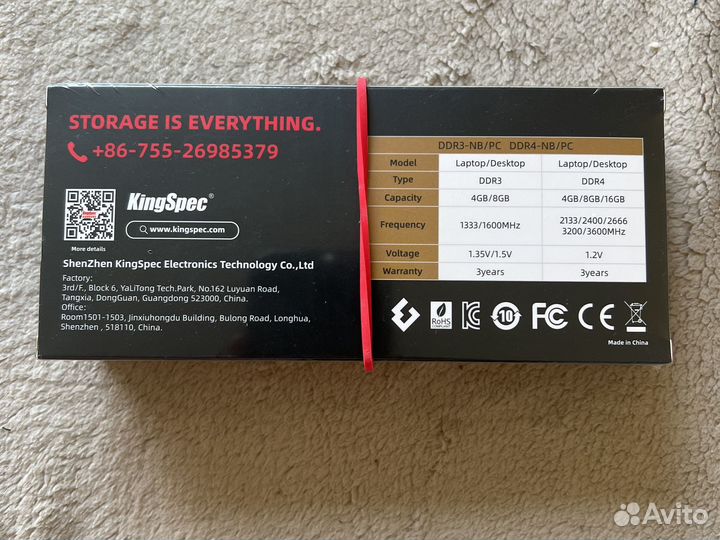 STORAGE IS EVERYTHING.
+86-755-26985379
KingSpec®
www.kingspec.com
More details
ShenZhen KingSpec Electronics Technology Co.,Ltd
Factory:
3rd/F., Block 6, YaLiTong Tech.Park, No.162 Luyuan Road,
Tangxia, DongGuan, Guangdong 523000, China.
Office:
Room1501-1503, Jinxiuhongdu Building, Bulong Road, Longhua,
Shenzhen , 518110, China.
DDR3-NB/PC DDR4-NB/PC
Model Laptop/Desktop Laptop/Desktop
Type DDR3 DDR4
Capacity 4GB/8GB 4GB/8GB/16GB
Frequency 1333/1600MHz 2133/2400/2666
3200/3600MHz
Voltage 1.35V/1.5V 1.2V
Warranty 3years 3years
RoHS
10
FC CE
Made in China
Avito